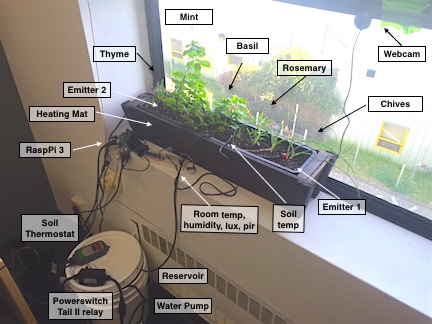 Mint
Thyme
Basil
Webcam
Rosemary
Emitter 2
Chives
Heating Mat
RaspPi 3
Emitter 1
Room temp,
humidity, lux, pir
Soil
temp
Soil
Thermostat
Reservoir
Powerswitch
Tail II relay
Water Pump